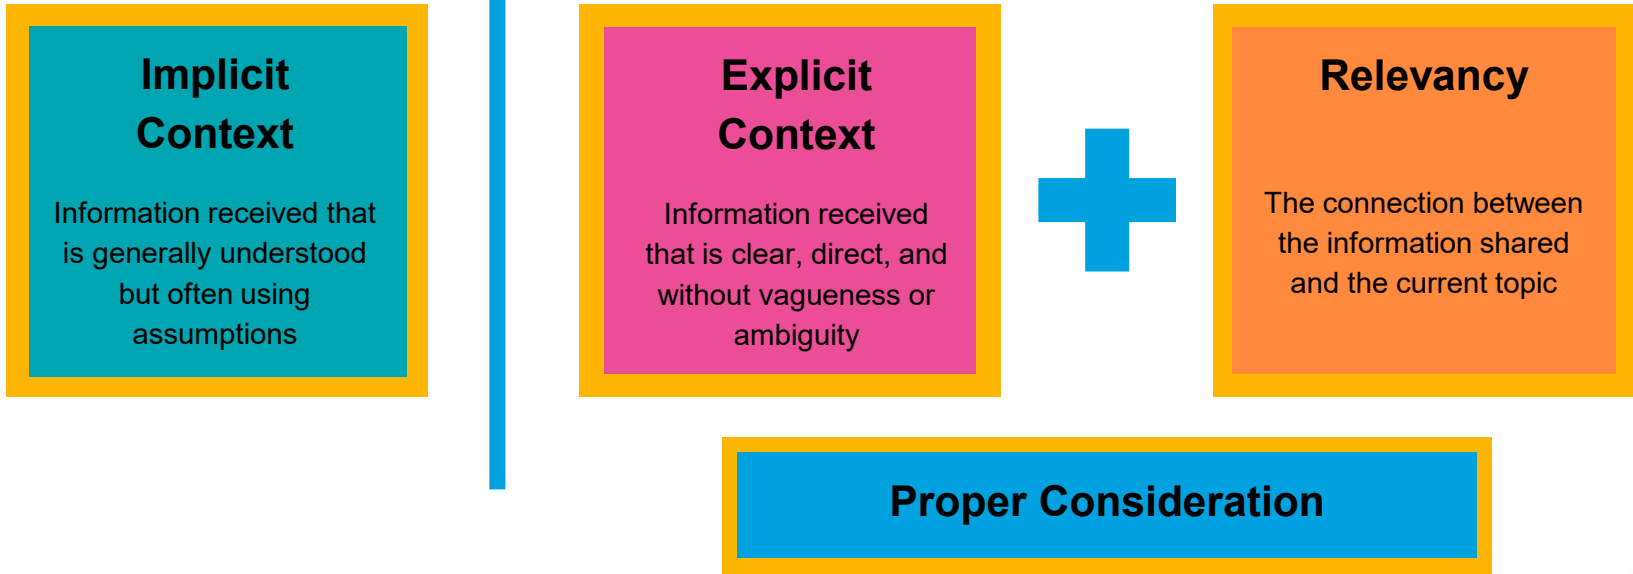 Implicit
Context
Information received that
is generally understood
but often using
assumptions
Explicit
Context
Information received
that is clear, direct, and
without vagueness or
ambiguity
Relevancy
The connection between
the information shared
and the current topic
Proper Consideration